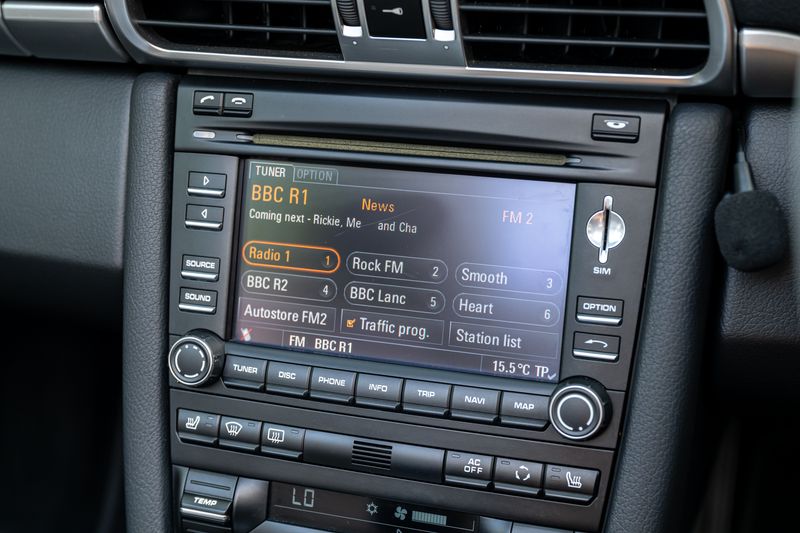 TUNER OPTION
BBC R1 News FM 2
Coming next - Rickie, Me and Cha
Radio 1 1 Rock FM 2 Smooth 3
BBC R2 4 BBC Lanc 5 Heart 6
Autostore FM2 Traffic prog. Station list
FM BBC R1
15.5°C TP
SOURCE
SOUND
SIM
OPTION
TUNER DISC PHONE INFO TRIP NAVI MAP
AC OFF
TEMP
LO